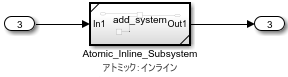 3
In1
add_system
Out1
3
Atomic_Inline_Subsystem
アトミック: インライン